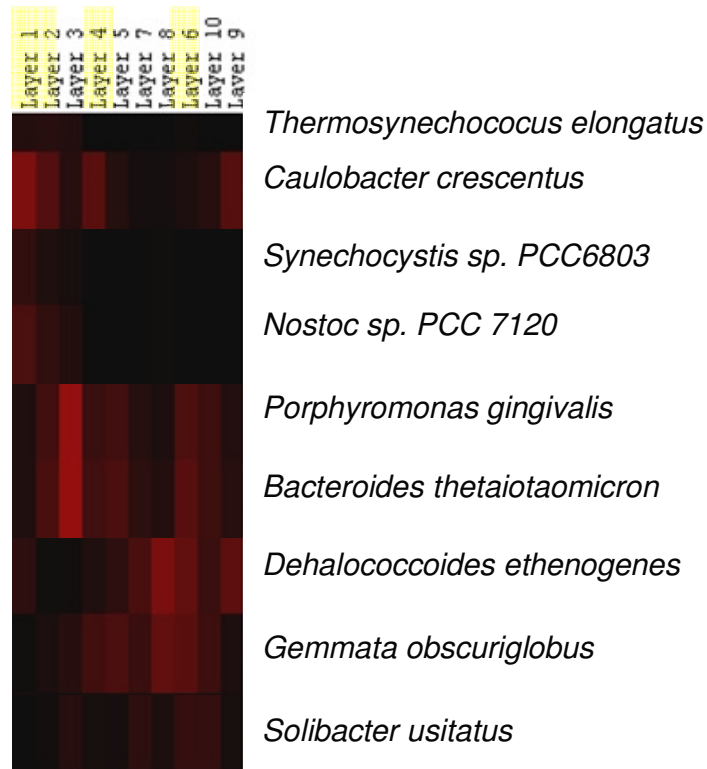 Layer 1
Layer 2
Layer 3
Layer 4
Layer 5
Layer 7
Layer 8
Layer 6
Layer 10
Layer 9
Thermosynechococus elongatus
Caulobacter crescentus
Synechocystis sp. PCC6803
Nostoc sp. PCC 7120
Porphyromonas gingivalis
Bacteroides thetaiotaomicron
Dehalococcoides ethenogenes
Gemmata obscuriglobus
Solibacter usitatus